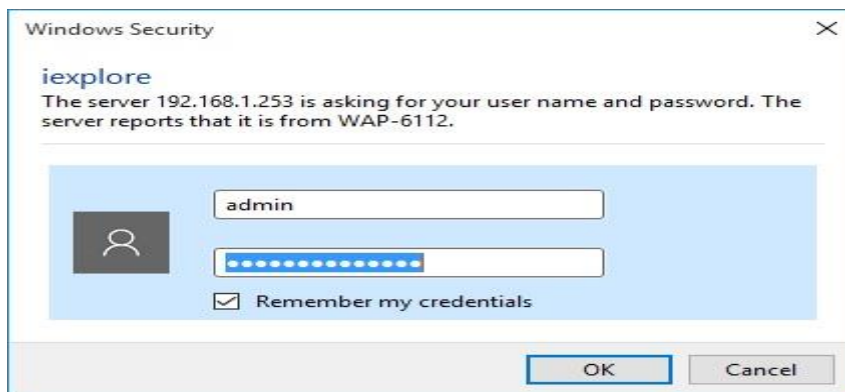 Windows Security
iexplore
The server 192.168.1.253 is asking for your user name and password. The
server reports that it is from WAP-6112.
admin
••••••••••••••
Remember my credentials
OK
Cancel